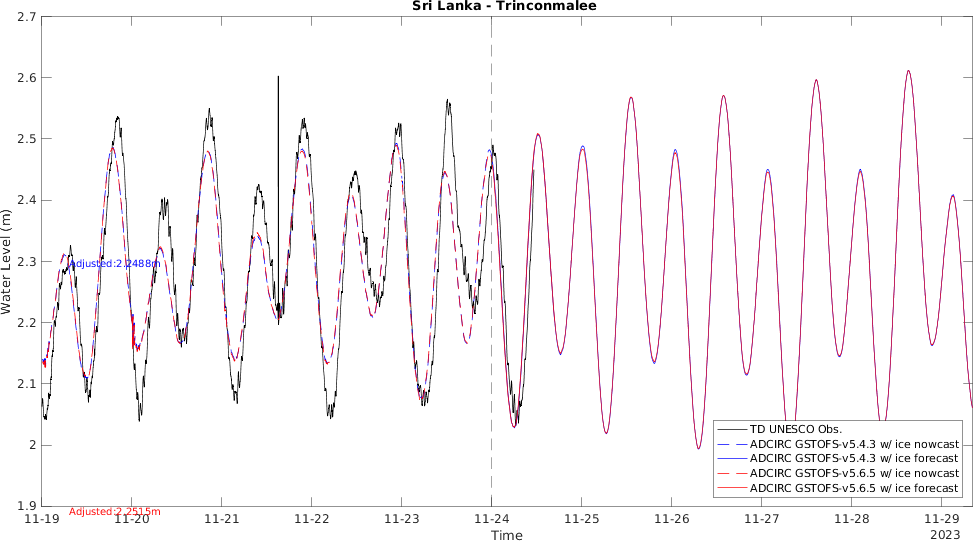 Sri Lanka - Trinconmalee
Water Level (m)
2.7
2.6
2.5
2.4
2.3
2.2
2.1
2
1.9
Adjusted:2.2488m
Adjusted:2.2515m
TD UNESCO Obs.
ADCIRC GSTOFS-v5.4.3 w/ ice nowcast
ADCIRC GSTOFS-v5.4.3 w/ ice forecast
ADCIRC GSTOFS-v5.6.5 w/ ice nowcast
ADCIRC GSTOFS-v5.6.5 w/ ice forecast
11-19 11-20 11-21 11-22 11-23 11-24 11-25 11-26 11-27 11-28 11-29
2023
Time